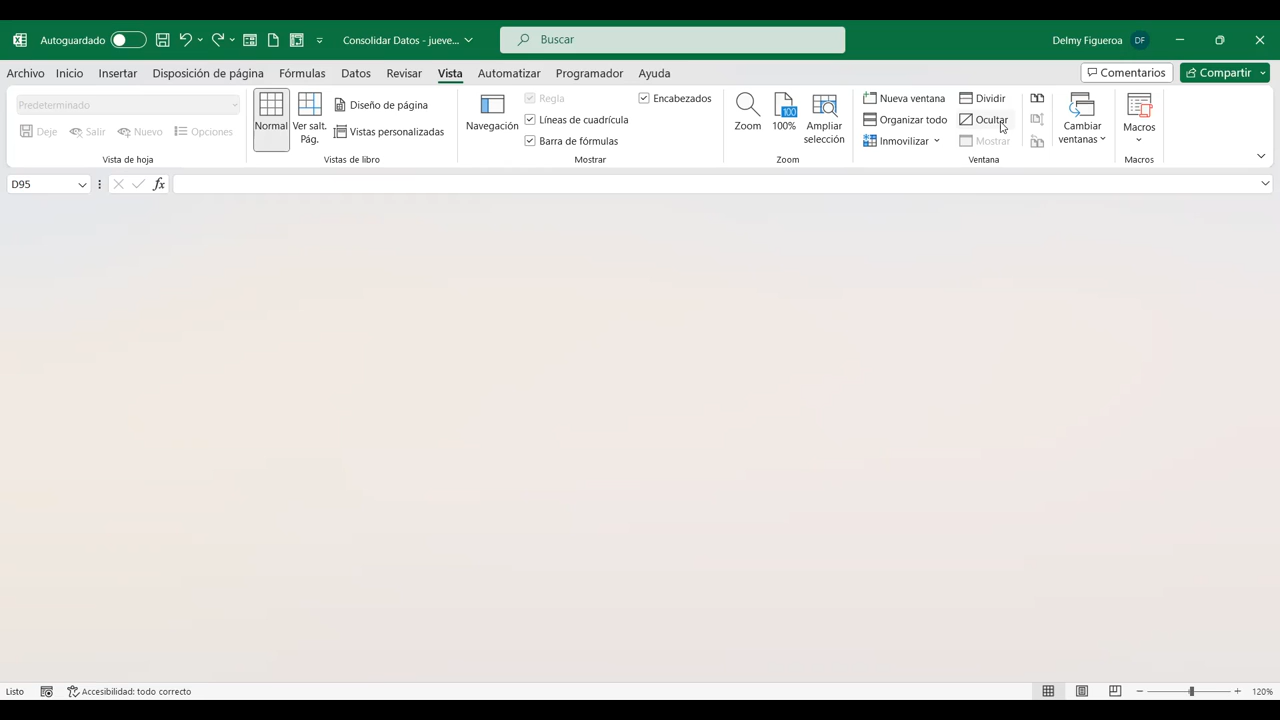 Autoguardado
Consolidar Datos - jueve...
Buscar
Delmy Figueroa DF
Archivo Inicio Insertar Disposición de página Fórmulas Datos Revisar Vista Automatizar Programador Ayuda
Comentarios Compartir
Predeterminado
Deje Salir Nuevo Opciones
Vista de hoja
Normal
Ver salt.
Pág.
Diseño de página
Vistas personalizadas
Vistas de libro
Navegación
Regla
Líneas de cuadrícula
Barra de fórmulas
Encabezados
Mostrar
Zoom
100
100%
Ampliar
selección
Zoom
Nueva ventana
Organizar todo
Inmovilizar
Dividir
Ocultar
Mostrar
Cambiar
ventanas
Ventana
Macros
Macros
D95
fx
Listo
Accesibilidad: todo correcto
120%